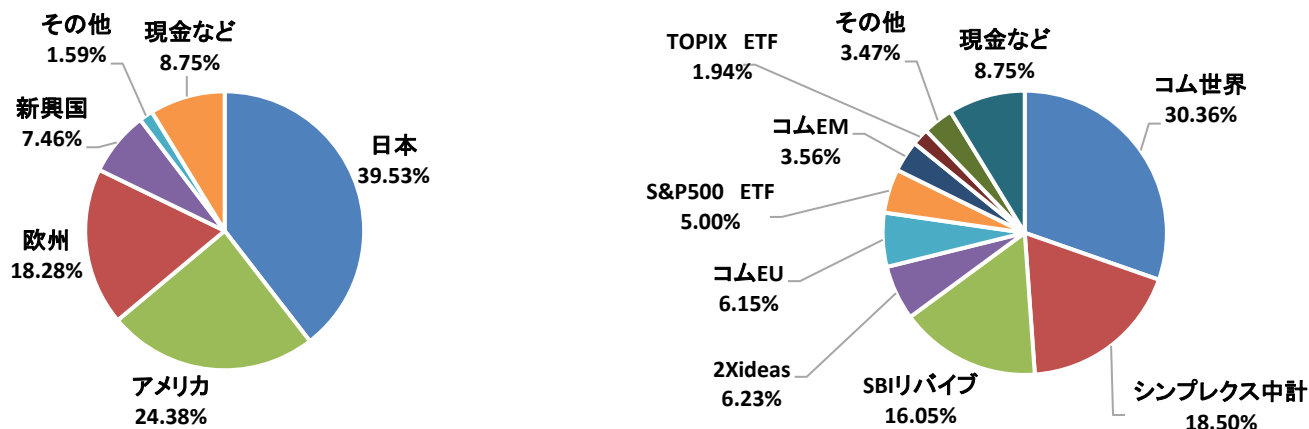 その他
1.59%
現金など
8.75%
新興国
7.46%
日本
39.53%
欧州
18.28%
アメリカ
24.38%
その他
3.47%
現金など
8.75%
TOPIX ETF
1.94%
コム世界
30.36%
コムEM
3.56%
S&P500 ETF
5.00%
コムEU
6.15%
2Xideas
6.23%
SBIリバイブ
16.05%
シンプレクス中計
18.50%